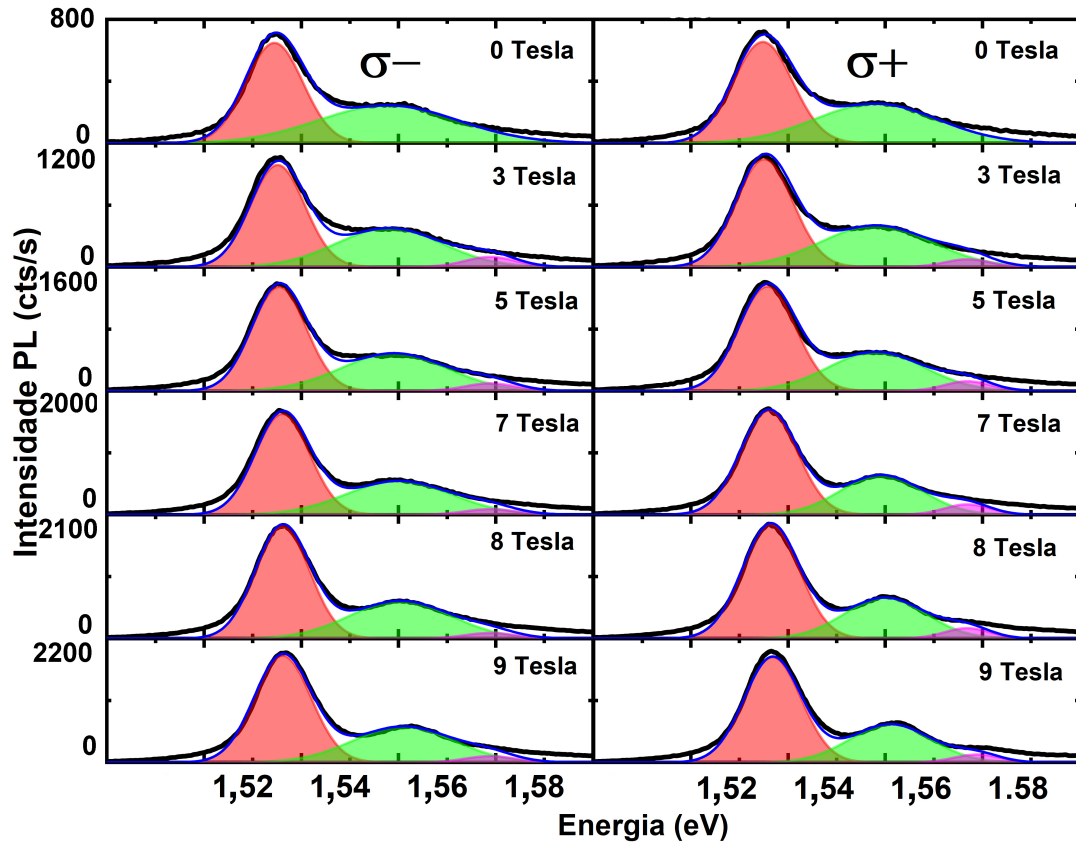 800
σ−
0 Tesla
σ+
0 Tesla
0
1200
3 Tesla
3 Tesla
0
1600
5 Tesla
5 Tesla
0
2000
7 Tesla
7 Tesla
0
2100
8 Tesla
8 Tesla
0
2200
9 Tesla
9 Tesla
0
Intensidade PL (cts/s)
1,52 1,54 1,56 1,58
1,52 1,54 1,56 1.58
Energia (eV)